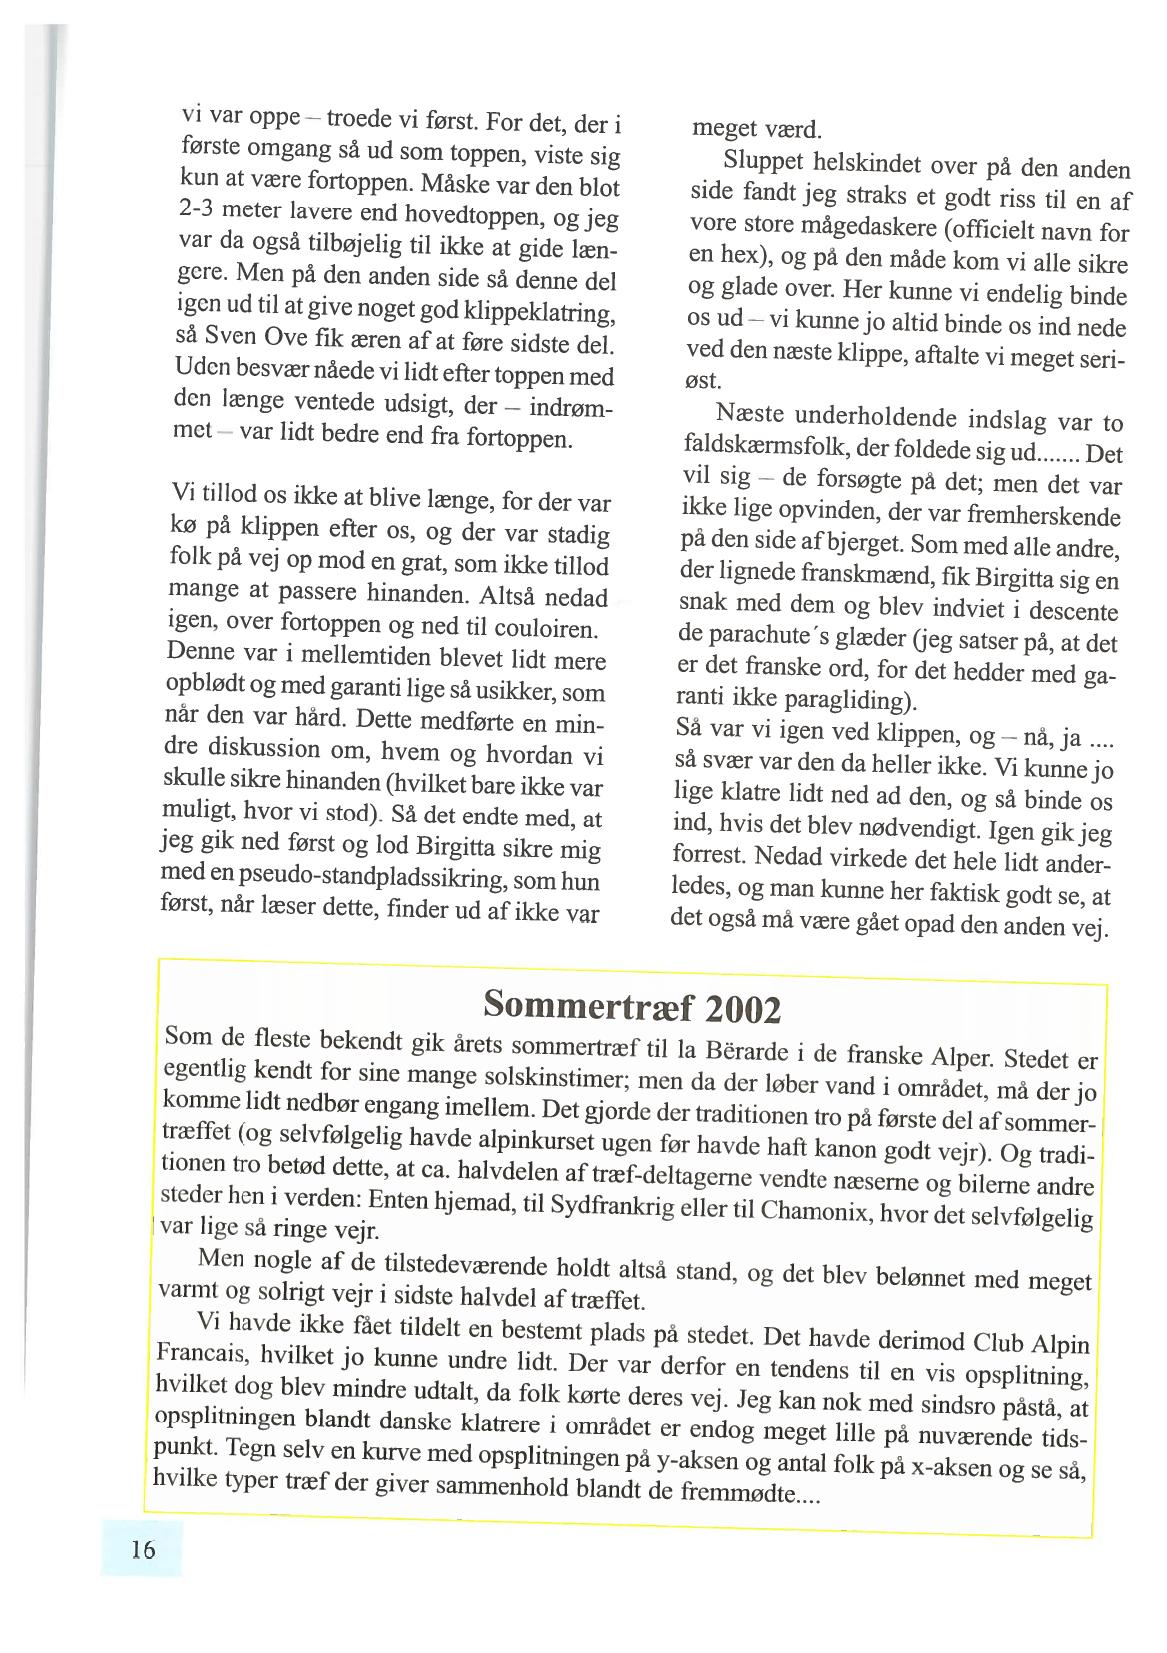 vi var oppe – troede vi først. For det, der i
første omgang så ud som toppen, viste sig
kun at være fortoppen. Måske var den blot
2-3 meter lavere end hovedtoppen, og jeg
var da også tilbøjelig til ikke at gide læn-
gere. Men på den anden side så denne del
igen ud til at give noget god klippeklatring,
så Sven Ove fik æren af at føre sidste del.
Uden besvær nåede vi lidt efter toppen med
den længe ventede udsigt, der – indrøm-
met – var lidt bedre end fra fortoppen.
Vi tillod os ikke at blive længe, for der var
kø på klippen efter os, og der var stadig
folk på vej op mod en grat, som ikke tillod
mange at passere hinanden. Altså nedad
igen, over fortoppen og ned til couloiren.
Denne var i mellemtiden blevet lidt mere
opblødt og med garanti lige så usikker, som
når den var hård. Dette medførte en min-
dre diskussion om, hvem og hvordan vi
skulle sikre hinanden (hvilket bare ikke var
muligt, hvor vi stod). Så det endte med, at
jeg gik ned først og lod Birgitta sikre mig
med en pseudo-standpladssikring, som hun
først, når læser dette, finder ud af ikke var
meget værd.
Sluppet helskindet over på den anden
side fandt jeg straks et godt riss til en af
vore store mågedaskere (officielt navn for
en hex), og på den måde kom vi alle sikre
og glade over. Her kunne vi endelig binde
os ud – vi kunne jo altid binde os ind nede
ved den næste klippe, aftalte vi meget seri-
øst.
Næste underholdende indslag var to
faldskærmsfolk, der foldede sig ud....... Det
vil sig – de forsøgte på det; men det var
ikke lige opvinden, der var fremherskende
på den side af bjerget. Som med alle andre,
der lignede franskmænd, fik Birgitta sig en
snak med dem og blev indviet i descente
de parachute´s glæder (jeg satser på, at det
er det franske ord, for det hedder med ga-
ranti ikke paragliding).
Så var vi igen ved klippen, og – nå, ja ....
så svær var den da heller ikke. Vi kunne jo
lige klatre lidt ned ad den, og så binde os
ind, hvis det blev nødvendigt. Igen gik jeg
forrest. Nedad virkede det hele lidt ander-
ledes, og man kunne her faktisk godt se, at
det også må være gået opad den anden vej.
Sommertræf 2002
Som de fleste bekendt gik årets sommertræf til la Bërarde i de franske Alper. Stedet er
egentlig kendt for sine mange solskinstimer; men da der løber vand i området, må der jo
komme lidt nedbør engang imellem. Det gjorde der traditionen tro på første del af sommer-
træffet (og selvfølgelig havde alpinkurset ugen før havde haft kanon godt vejr). Og tradi-
tionen tro betød dette, at ca. halvdelen af træf-deltagerne vendte næserne og bilerne andre
steder hen i verden: Enten hjemad, til Sydfrankrig eller til Chamonix, hvor det selvfølgelig
var lige så ringe vejr.
Men nogle af de tilstedeværende holdt altså stand, og det blev belønnet med meget
varmt og solrigt vejr i sidste halvdel af træffet.
Vi havde ikke fået tildelt en bestemt plads på stedet. Det havde derimod Club Alpin
Francais, hvilket jo kunne undre lidt. Der var derfor en tendens til en vis opsplitning,
hvilket dog blev mindre udtalt, da folk kørte deres vej. Jeg kan nok med sindsro påstå, at
opsplitningen blandt danske klatrere i området er endog meget lille på nuværende tids-
punkt. Tegn selv en kurve med opsplitningen på y-aksen og antal folk på x-aksen og se så,
hvilke typer træf der giver sammenhold blandt de fremmødte....
16